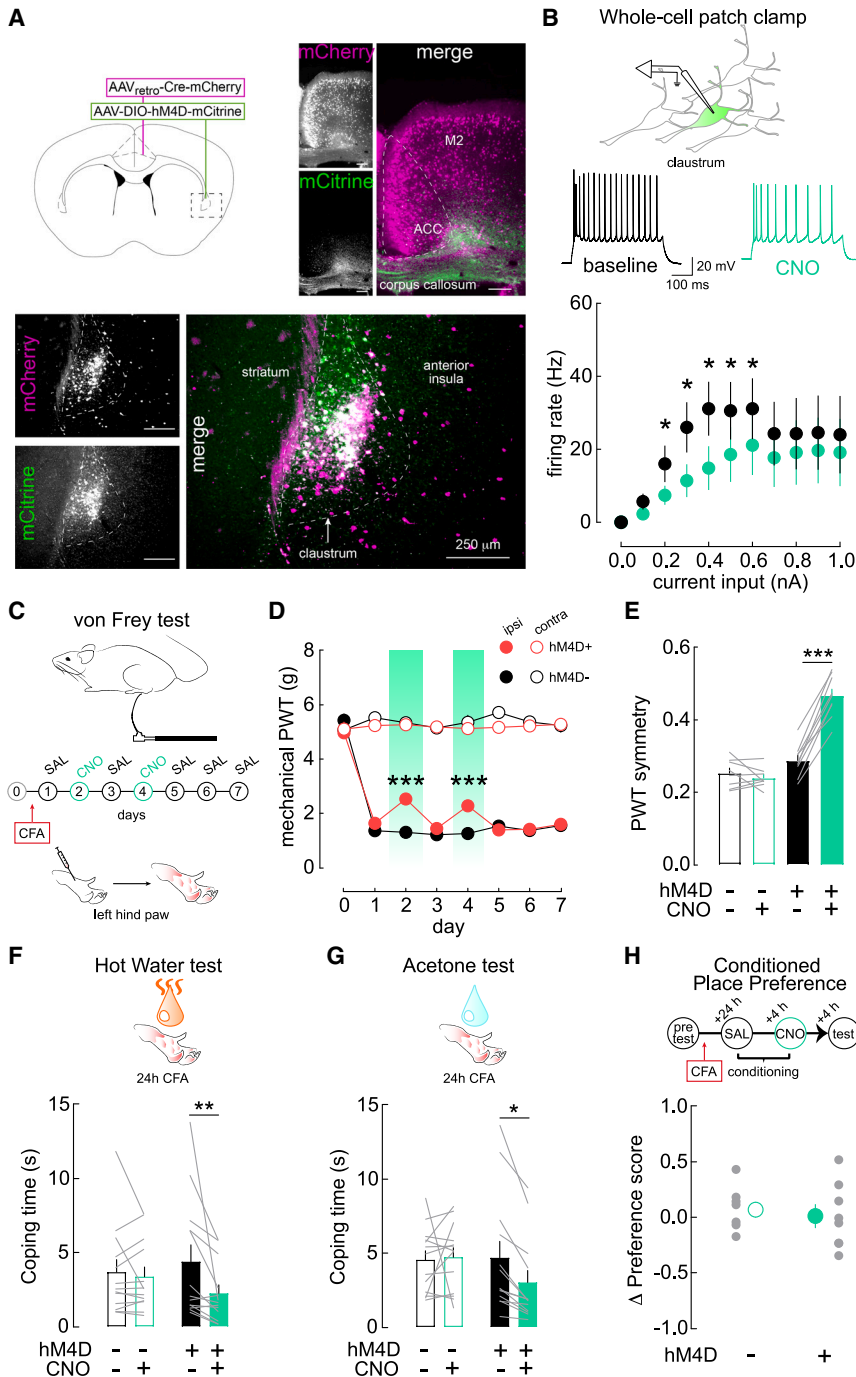 A
AAVretro-Cre-mCherry
AAV-DIO-hM4D-mCitrine
mCherry
merge
M2
mCitrine
ACC
corpus callosum
mCherry
mCitrine
merge
striatum
anterior
insula
claustrum
250 µm
B
Whole-cell patch clamp
claustrum
baseline
20 mV
100 ms
CNO
firing rate (Hz)
60
40
20
0
* * * * *
0.0 0.2 0.4 0.6 0.8 1.0
current input (nA)
C
von Frey test
SAL CNO SAL CNO SAL SAL SAL
0 1 2 3 4 5 6 7
days
CFA
left hind paw
D
ipsi contra
hM4D+
hM4D-
mechanical PWT (g)
8
6
4
2
0
*** ***
0 1 2 3 4 5 6 7
day
E
PWT symmetry
0.6
0.4
0.2
0.0
***
hM4D - - + +
CNO - + - +
F
Hot Water test
24h CFA
Coping time (s)
15
10
5
0
**
hM4D - - + +
CNO - + - +
G
Acetone test
24h CFA
Coping time (s)
15
10
5
0
*
hM4D - - + +
CNO - + - +
H
Conditioned
Place Preference
+24 h +4 h +4 h
pre
test
SAL CNO test
CFA
conditioning
Δ Preference score
1.0
0.5
0.0
-0.5
-1.0
hM4D - +